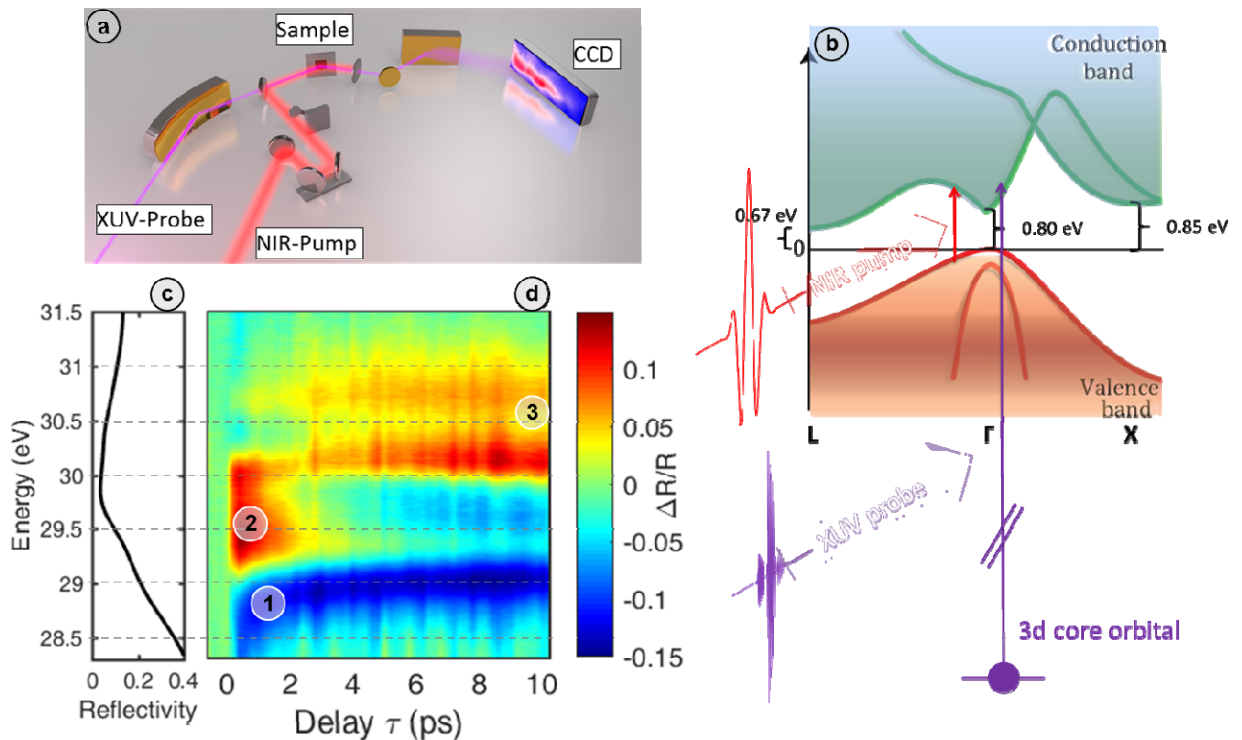 a
Sample
CCD
XUV-Probe
NIR-Pump
b
Conduction
band
0.67 eV
0
0.80 eV
0.85 eV
NIR pump
Valence
band
L
Γ
X
XUV probe
3d core orbital
c
31.5
31
30.5
30
29.5
29
28.5
Energy (eV)
0
0.2
0.4
Reflectivity
d
1
2
3
0
2
4
6
8
10
Delay τ (ps)
0.1
0.05
0
-0.05
-0.1
-0.15
ΔR/R